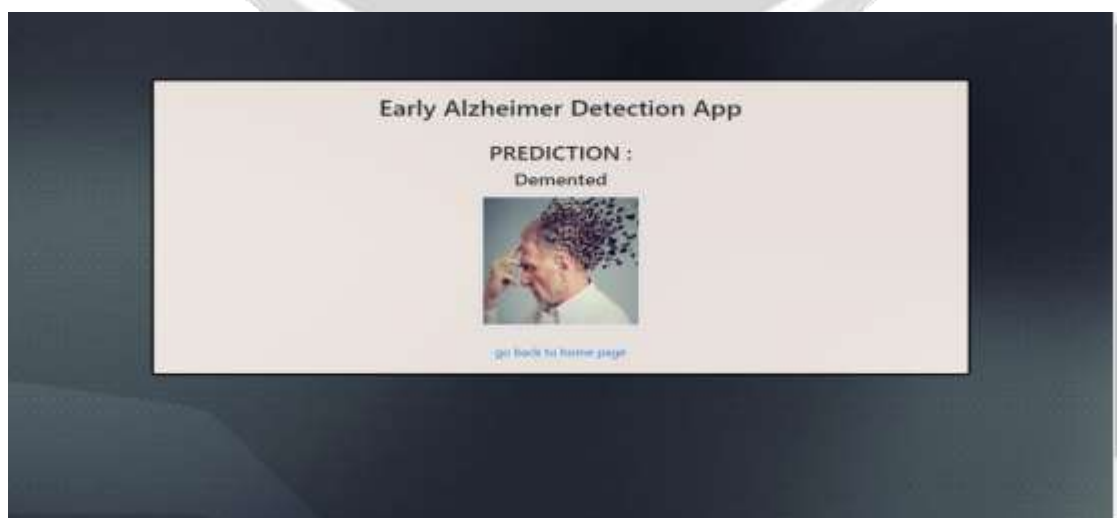 Early Alzheimer Detection App
PREDICTION :
Demented
go back to home page